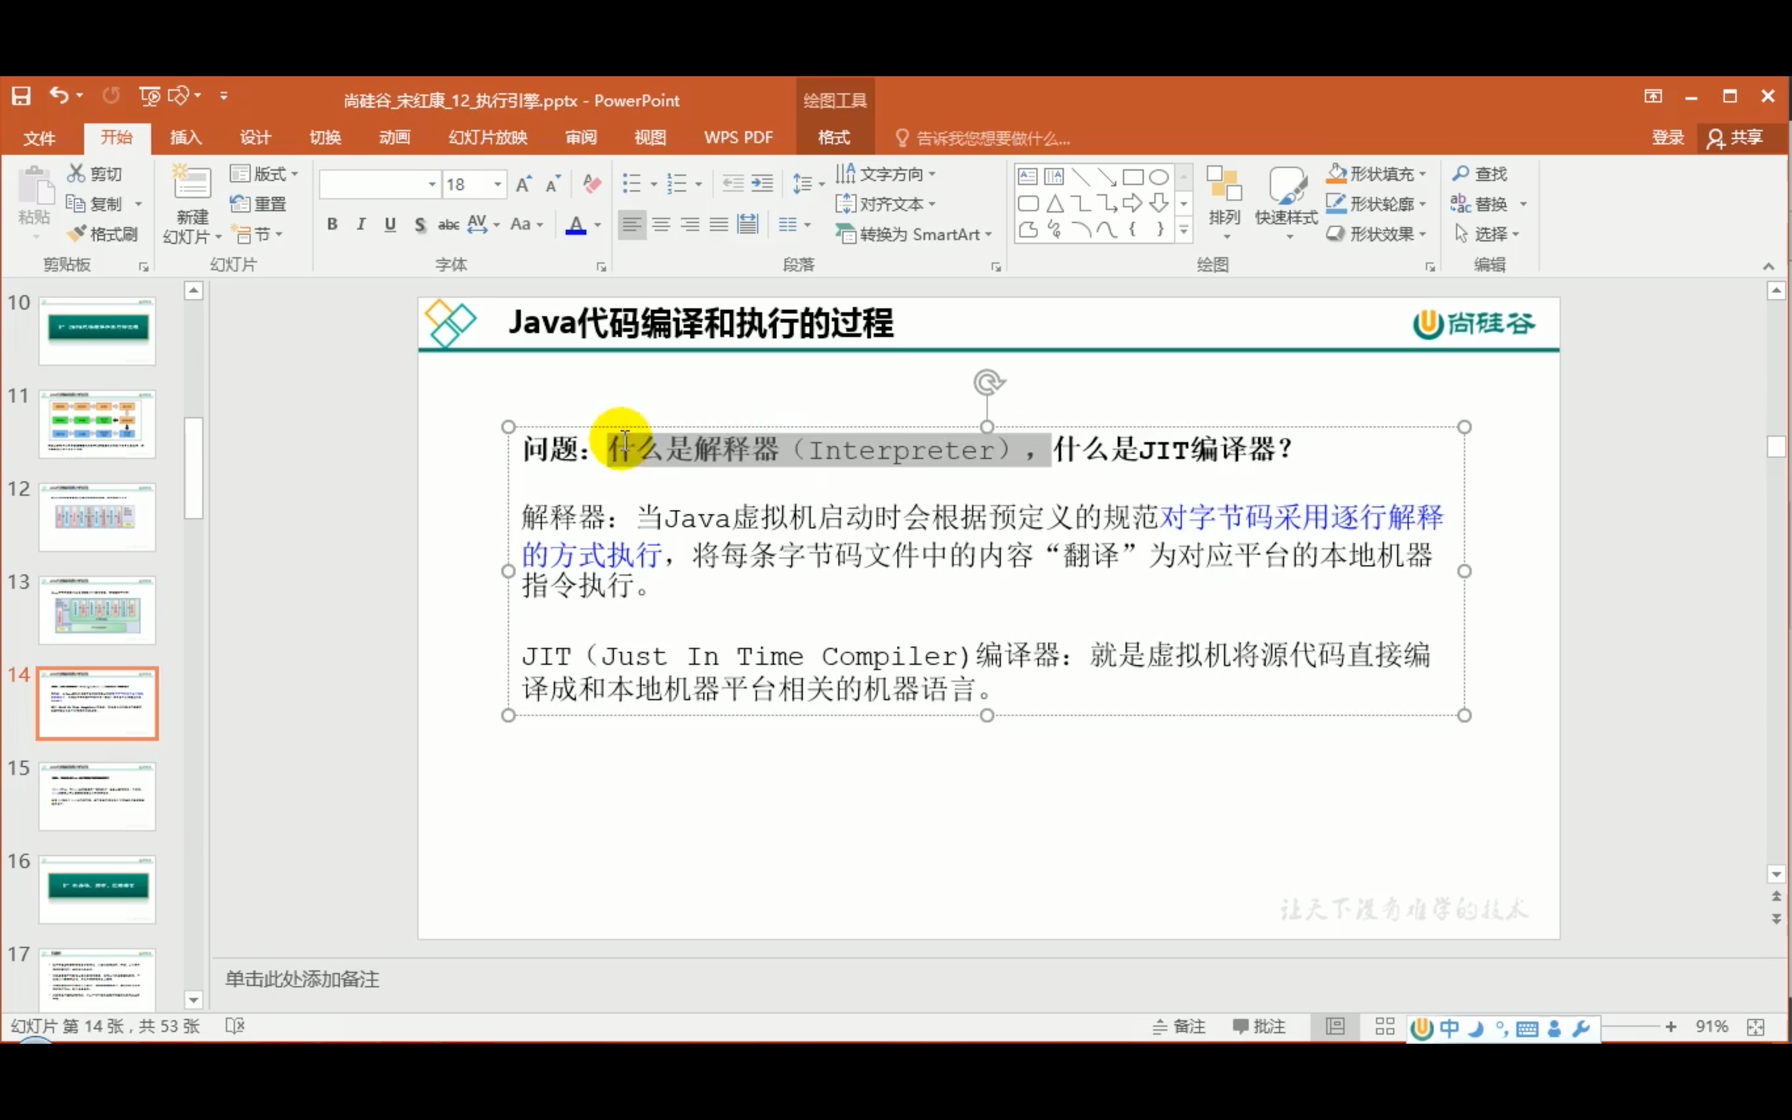 尚硅谷_宋红康_12_执行引擎.pptx - PowerPoint
绘图工具
文件 开始 插入 设计 切换 动画 幻灯片放映 审阅 视图 WPS PDF 格式 告诉我您想要做什么... 登录 共享
粘贴 剪切 复制 格式刷
剪贴板
新建幻灯片 版式 重置 节
幻灯片
18
B I U S abc AV Aa A
字体
文字方向
对齐文本
转换为 SmartArt
段落
排列 快速样式 形状填充 形状轮廓 形状效果
绘图
查找
替换
选择
编辑
10
11
12
13
14
15
16
17
Java代码编译和执行的过程
尚硅谷
问题：什么是解释器（Interpreter），什么是JIT编译器？
解释器：当Java虚拟机启动时会根据预定义的规范对字节码采用逐行解释
的方式执行，将每条字节码文件中的内容“翻译”为对应平台的本地机器
指令执行。
JIT（Just In Time Compiler)编译器：就是虚拟机将源代码直接编
译成和本地机器平台相关的机器语言。
让天下没有难学的技术
单击此处添加备注
幻灯片 第 14 张，共 53 张 备注 批注 中 91%